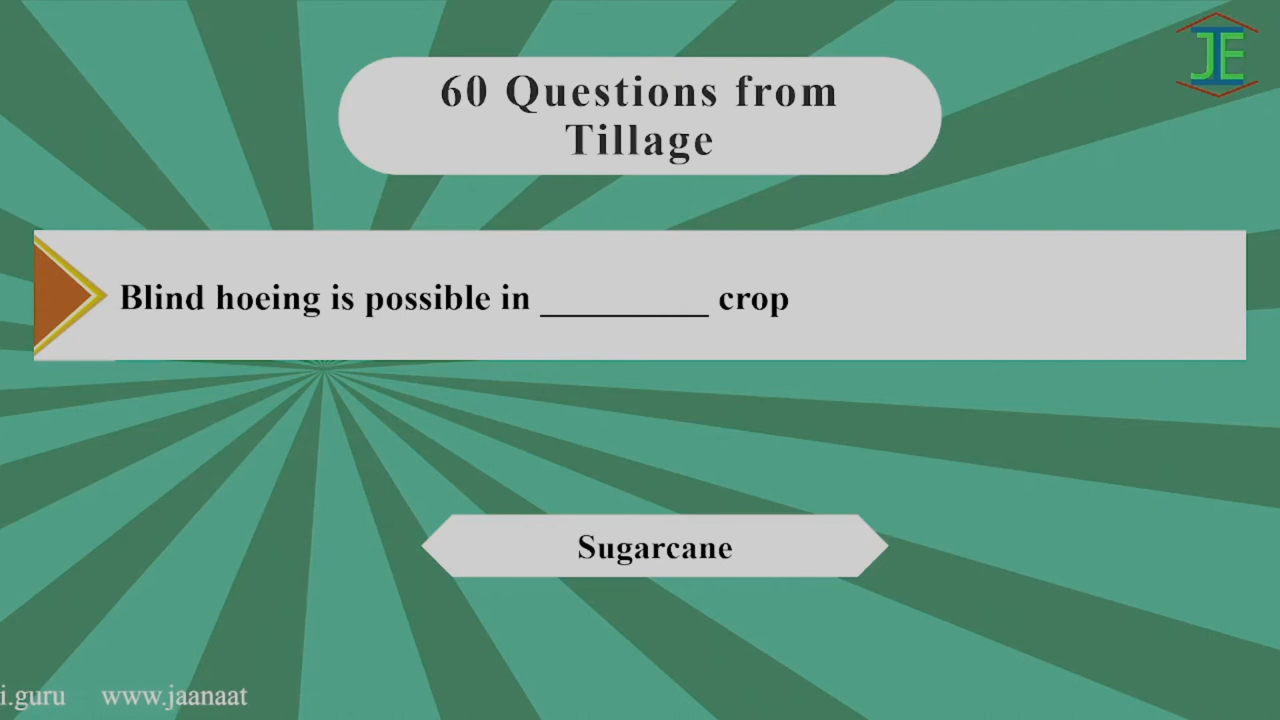 JE
60 Questions from
Tillage
Blind hoeing is possible in __________ crop
Sugarcane
i.guru www.jaanaat